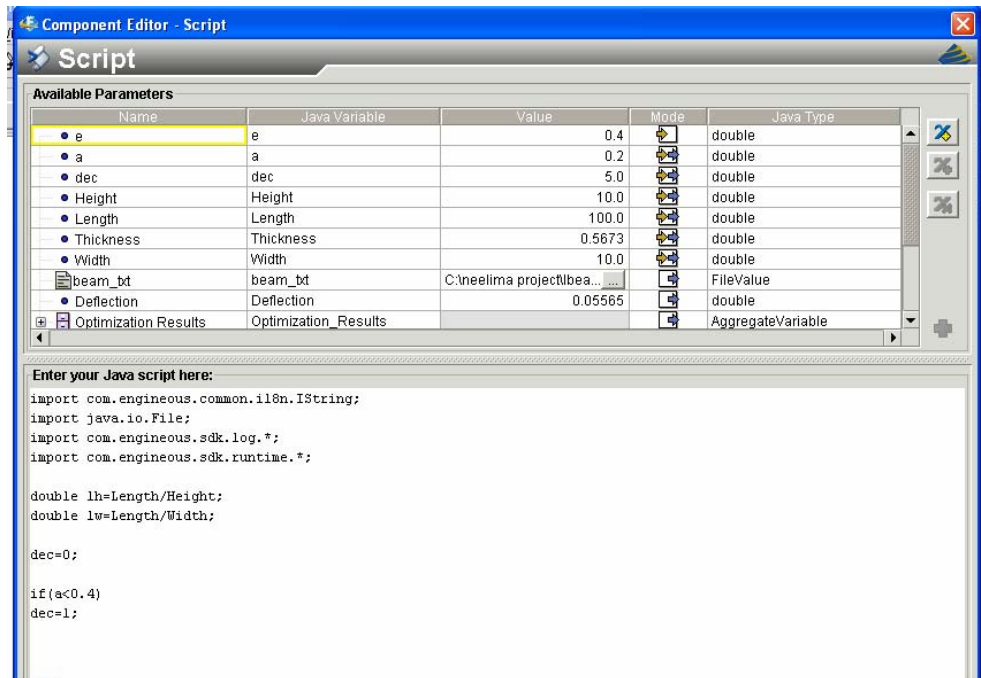 Component Editor - Script
Script
Available Parameters
Name Java Variable Value Mode Java Type
e e 0.4 double
a a 0.2 double
dec dec 5.0 double
Height Height 10.0 double
Length Length 100.0 double
Thickness Thickness 0.5673 double
Width Width 10.0 double
beam_txt beam_txt C:\neelima project\Ibea... ... FileValue
Deflection Deflection 0.05565 double
Optimization Results Optimization_Results AggregateVariable
Enter your Java script here:
import com.engineous.common.i18n.IString;
import java.io.File;
import com.engineous.sdk.log.*;
import com.engineous.sdk.runtime.*;
double lh=Length/Height;
double lw=Length/Width;
dec=0;
if(a<0.4)
dec=1;